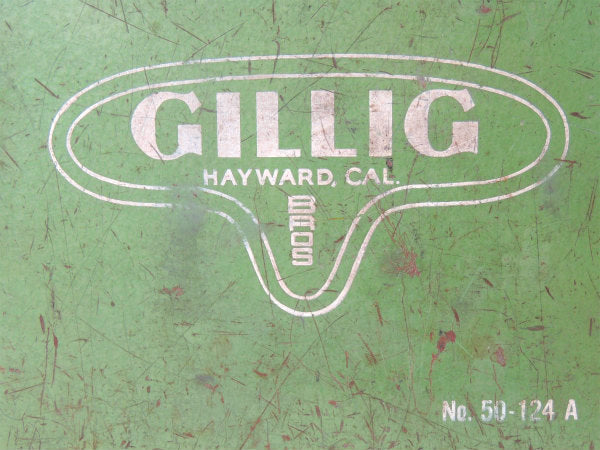 GILLIG
HAYWARD, CAL.
BROS
No. 50-124 A